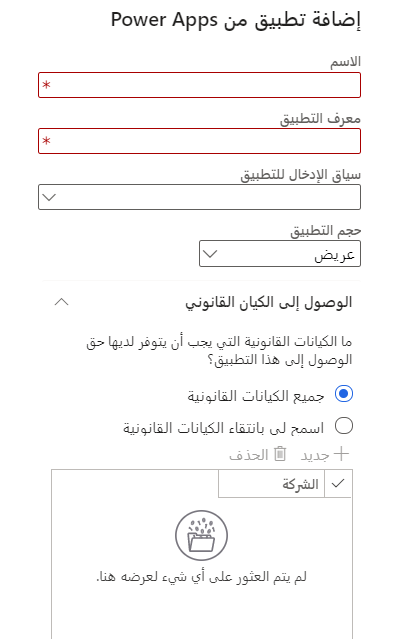 إضافة تطبيق من Power Apps
الاسم
*
معرف التطبيق
*
سياق الإدخال للتطبيق
حجم التطبيق
عريض
الوصول إلى الكيان القانوني
ما الكيانات القانونية التي يجب أن يتوفر لديها حق
الوصول إلى هذا التطبيق؟
جميع الكيانات القانونية
اسمح لي بانتقاء الكيانات القانونية
جديد الحذف
الشركة
لم يتم العثور على أي شيء لعرضه هنا.